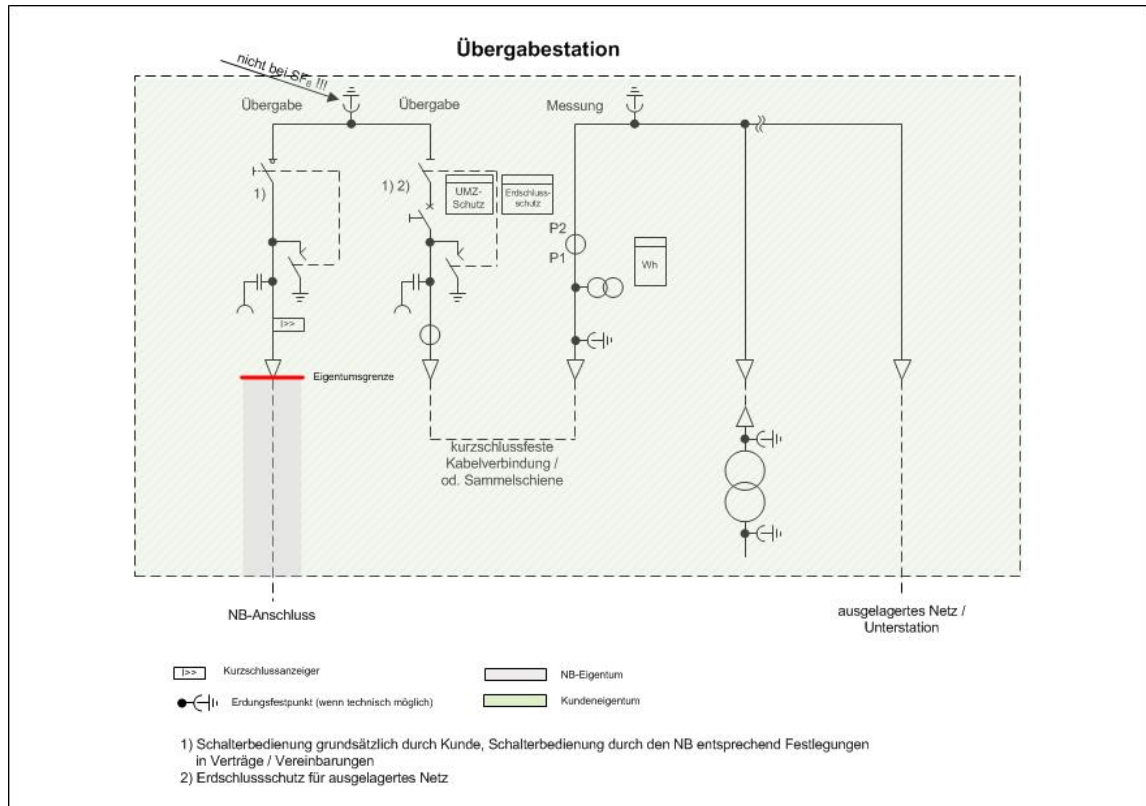 Übergabestation
nicht bei SF₆ !!!
Übergabe
Übergabe
Messung
1)
1) 2)
UMZ-
Schutz
Erdschluss-
schutz
P2
P1
Wh
I>>
Eigentumsgrenze
kurzschlussfeste
Kabelverbindung /
od. Sammelschiene
NB-Anschluss
ausgelagertes Netz /
Unterstation
I>>
Kurzschlussanzeiger
NB-Eigentum
Erdungsfestpunkt (wenn technisch möglich)
Kundeneigentum
1) Schalterbedienung grundsätzlich durch Kunde, Schalterbedienung durch den NB entsprechend Festlegungen
in Verträge / Vereinbarungen
2) Erdschlussschutz für ausgelagertes Netz